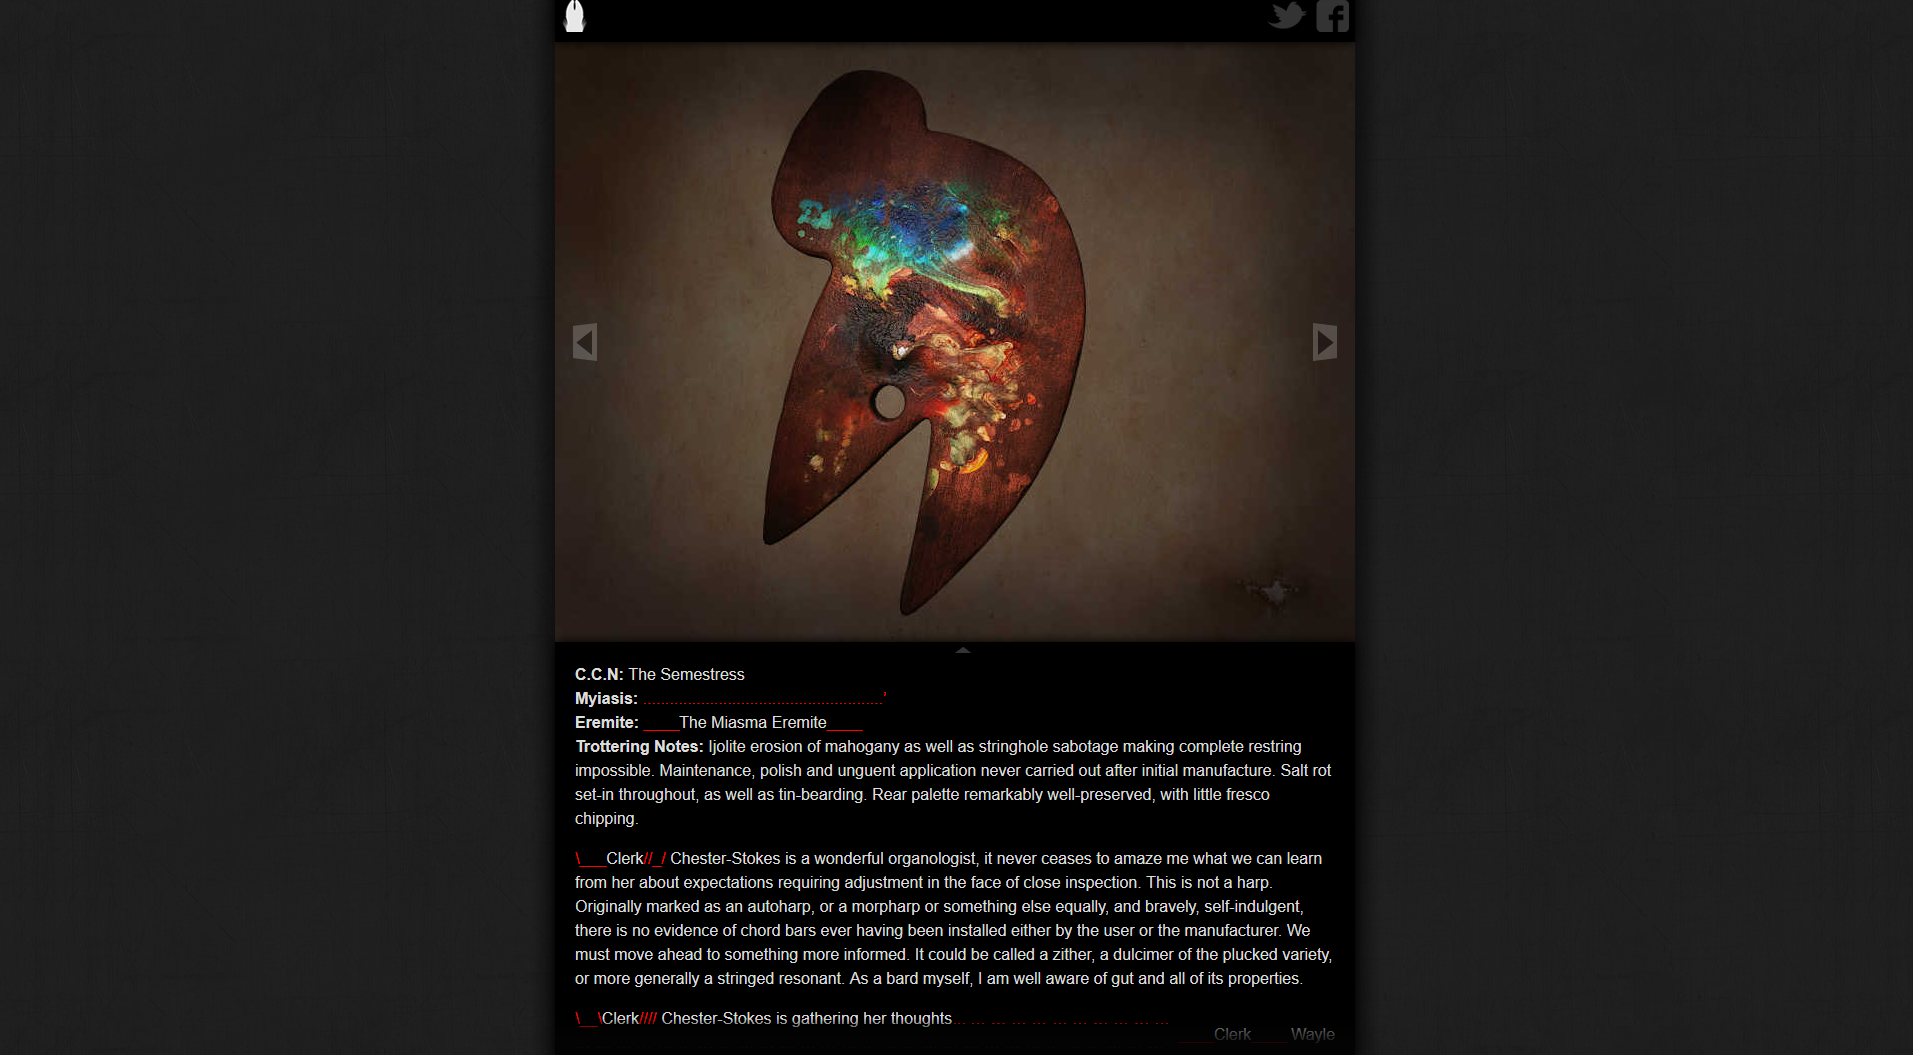 C.C.N: The Semestress
Myiasis: ......................................................'
Eremite: ____The Miasma Eremite____
Trottering Notes: Ijolite erosion of mahogany as well as stringhole sabotage making complete restring
impossible. Maintenance, polish and unguent application never carried out after initial manufacture. Salt rot
set-in throughout, as well as tin-bearding. Rear palette remarkably well-preserved, with little fresco
chipping.
\___Clerk//_/ Chester-Stokes is a wonderful organologist, it never ceases to amaze me what we can learn
from her about expectations requiring adjustment in the face of close inspection. This is not a harp.
Originally marked as an autoharp, or a morpharp or something else equally, and bravely, self-indulgent,
there is no evidence of chord bars ever having been installed either by the user or the manufacturer. We
must move ahead to something more informed. It could be called a zither, a dulcimer of the plucked variety,
or more generally a stringed resonant. As a bard myself, I am well aware of gut and all of its properties.
\__\Clerk//// Chester-Stokes is gathering her thoughts... ... ... ... ... ... ... ... ... ... ...
____Clerk____ Wayle